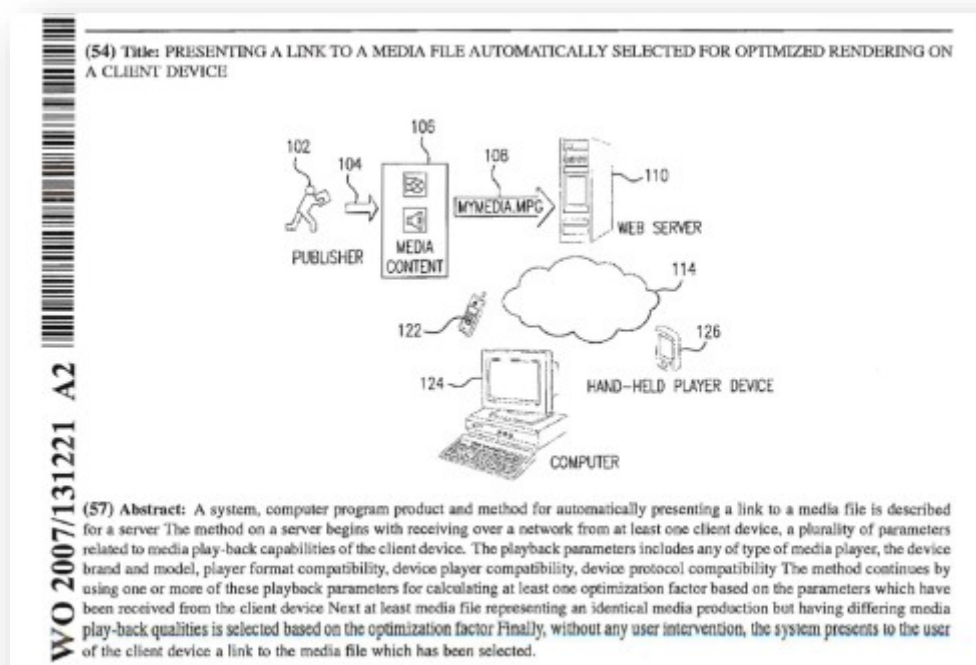 (54) Title: PRESENTING A LINK TO A MEDIA FILE AUTOMATICALLY SELECTED FOR OPTIMIZED RENDERING ON
A CLIENT DEVICE
102
104
106
108
110
MYMEDIA.MPG
PUBLISHER
MEDIA
CONTENT
WEB SERVER
114
122
126
124
HAND-HELD PLAYER DEVICE
COMPUTER
WO 2007/131221 A2
(57) Abstract: A system, computer program product and method for automatically presenting a link to a media file is described
for a server The method on a server begins with receiving over a network from at least one client device, a plurality of parameters
related to media play-back capabilities of the client device. The playback parameters includes any of type of media player, the device
brand and model, player format compatibility, device player compatibility, device protocol compatibility The method continues by
using one or more of these playback parameters for calculating at least one optimization factor based on the parameters which have
been received from the client device Next at least media file representing an identical media production but having differing media
play-back qualities is selected based on the optimization factor Finally, without any user intervention, the system presents to the user
of the client device a link to the media file which has been selected.